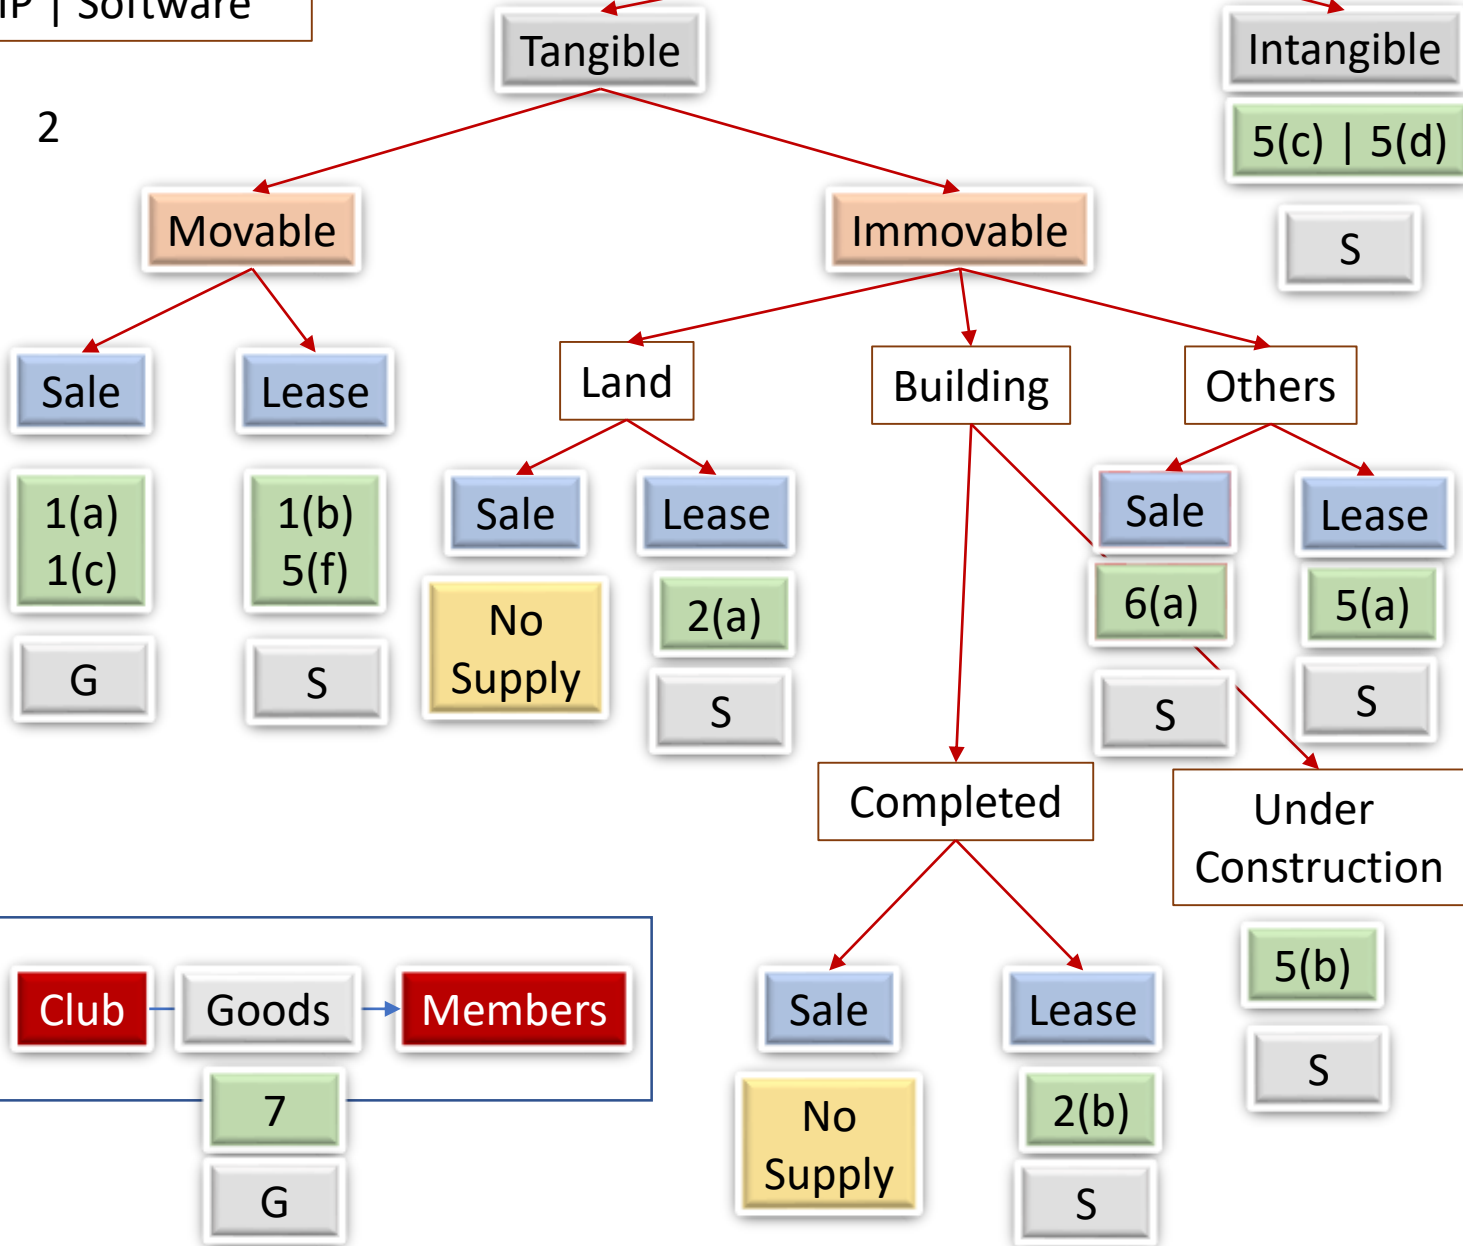 IP | Software
Tangible
Intangible
5(c) | 5(d)
S
2
Movable
Immovable
Sale
Lease
Land
Building
Others
1(a)
1(c)
1(b)
5(f)
Sale
Lease
Sale
Lease
G
S
No
Supply
2(a)
S
6(a)
5(a)
S
S
Completed
Under
Construction
Club
Goods
Members
7
G
Sale
Lease
No
Supply
2(b)
S
5(b)
S